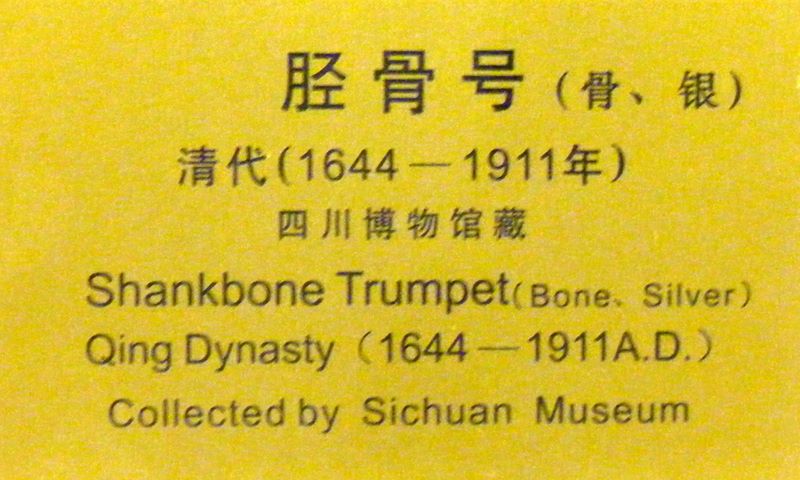 胫骨号（骨、银）
清代(1644—1911年)
四川博物馆藏
Shankbone Trumpet(Bone、Silver)
Qing Dynasty（1644—1911A.D.）
Collected by Sichuan Museum